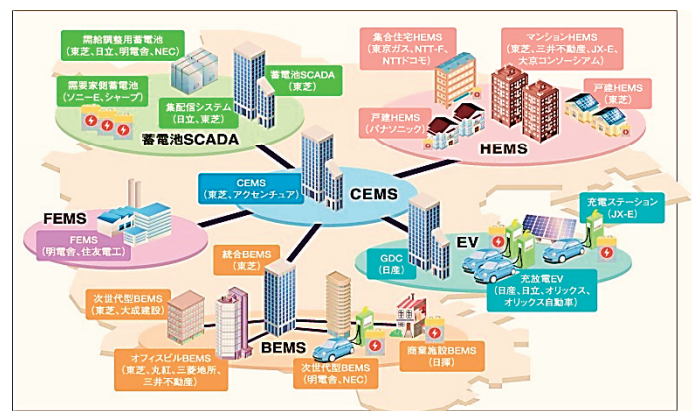 需給調整用蓄電池
(東芝、日立、明電舎、NEC)
蓄電池SCADA
(東芝)
需要家側蓄電池
(ソニーE、シャープ)
集配信システム
(日立、東芝)
蓄電池SCADA
集合住宅HEMS
(東京ガス、NTT-F、
NTTドコモ)
マンションHEMS
(東芝、三井不動産、JX-E、
大京コンソーシアム)
戸建HEMS
(東芝)
戸建HEMS
(パナソニック)
HEMS
CEMS
(東芝、アクセンチュア)
CEMS
FEMS
FEMS
(明電舎、住友電工)
充電ステーション
(JX-E)
EV
GDC
(日産)
充放電EV
(日産、日立、オリックス、
オリックス自動車)
統合BEMS
(東芝)
次世代型BEMS
(東芝、大成建設)
BEMS
オフィスビルBEMS
(東芝、丸紅、三菱地所、
三井不動産)
次世代型BEMS
(明電舎、NEC)
商業施設BEMS
(日揮)